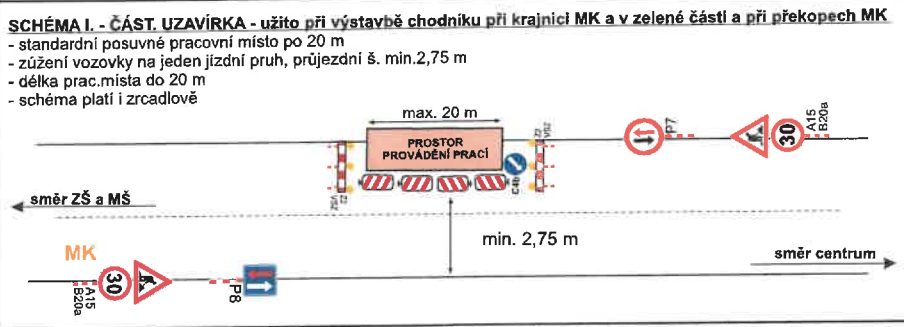 SCHÉMA I. - ČÁST. UZAVÍRKA - užito při výstavbě chodníku při krajnici MK a v zelené části a při překopech MK
- standardní posuvné pracovní místo po 20 m
- zúžení vozovky na jeden jízdní pruh, průjezdní š. min.2,75 m
- délka prac.místa do 20 m
- schéma platí i zrcadlově
max. 20 m
PROSTOR
PROVÁDĚNÍ PRACÍ
Z2
C4b
Z2
P7
30
A15
B20a
směr ZŠ a MŠ
min. 2,75 m
MK
směr centrum
A15
B20a
30
P8